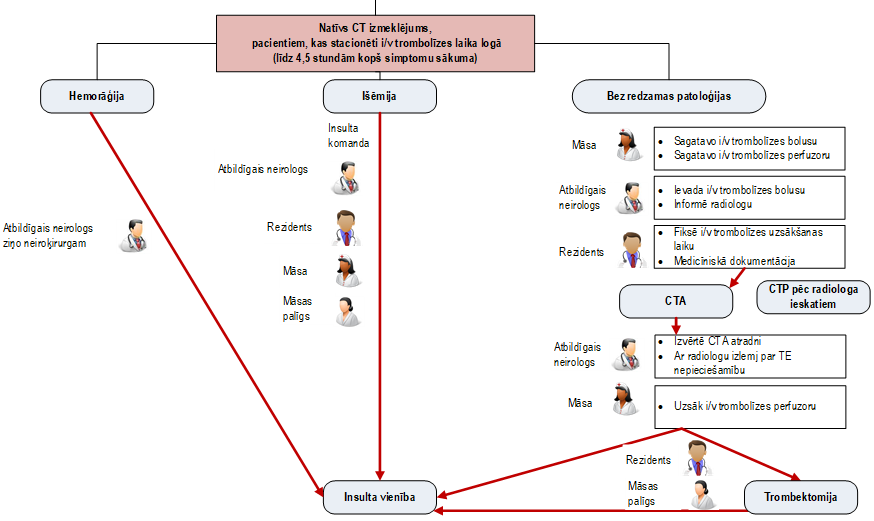 Natīvs CT izmeklējums,
pacientiem, kas stacionēti i/v trombolīzes laika logā
(līdz 4,5 stundām kopš simptomu sākuma)
Hemorāģija
Išēmija
Bez redzamas patoloģijas
Insulta
komanda
Atbildīgais neirologs
Rezidents
Māsa
Māsas
palīgs
Atbildīgais neirologs
ziņo neiroķirurgam
Māsa
• Sagatavo i/v trombolīzes bolusu
• Sagatavo i/v trombolīzes perfuzoru
Atbildīgais
neirologs
• Ievada i/v trombolīzes bolusu
• Informē radiologu
Rezidents
• Fiksē i/v trombolīzes uzsākšanas
laiku
• Medicīniskā dokumentācija
CTA
CTP pēc radiologa
ieskatiem
Atbildīgais
neirologs
• Izvērtē CTA atradni
• Ar radiologu izlemj par TE
nepieciešamību
Māsa
• Uzsāk i/v trombolīzes perfuzoru
Rezidents
Māsas
palīgs
Insulta vienība
Trombektomija